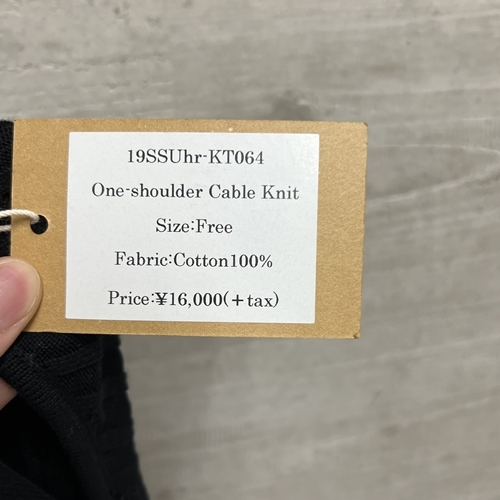 19SSUhr-KT064
One-shoulder Cable Knit
Size:Free
Fabric:Cotton100%
Price:¥16,000(+tax)